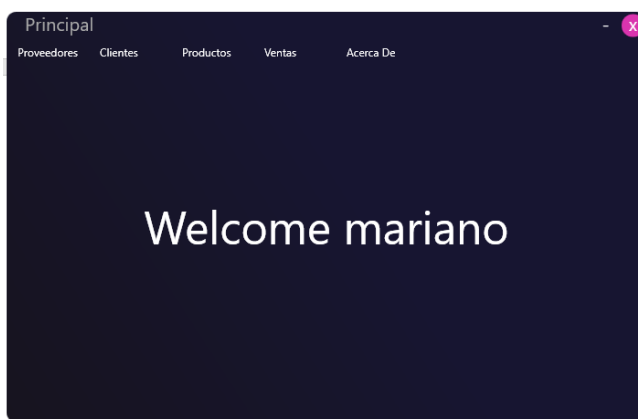 Principal - X
Proveedores Clientes Productos Ventas Acerca De
Welcome mariano